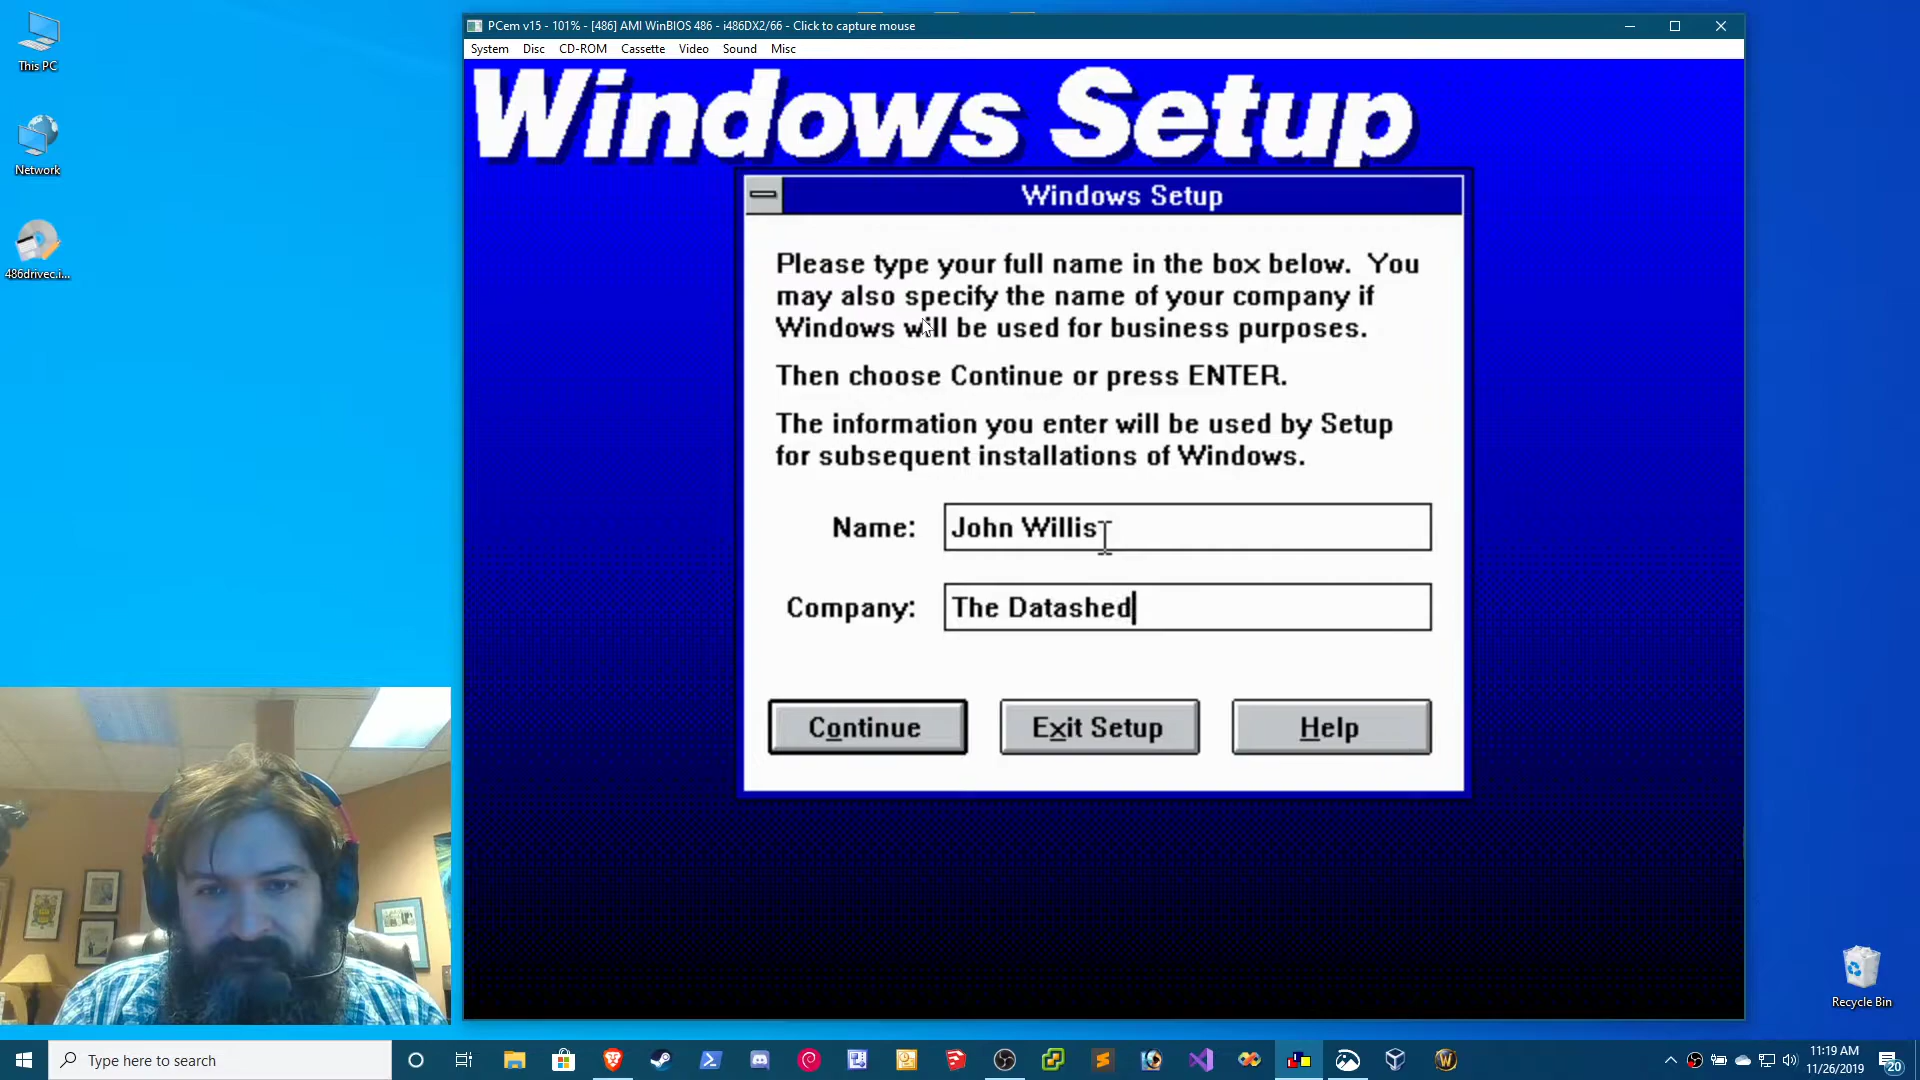 PCem v15 - 101% - [486] AMI WinBIOS 486 - i486DX2/66 - Click to capture mouse
System Disc CD-ROM Cassette Video Sound Misc
This PC
Network
486drivec.i...
Windows Setup
Windows Setup
Please type your full name in the box below. You
may also specify the name of your company if
Windows will be used for business purposes.
Then choose Continue or press ENTER.
The information you enter will be used by Setup
for subsequent installations of Windows.
Name: John Willis
Company: The Datashed
Continue Exit Setup Help
Recycle Bin
Type here to search
11:19 AM
11/26/2019
20